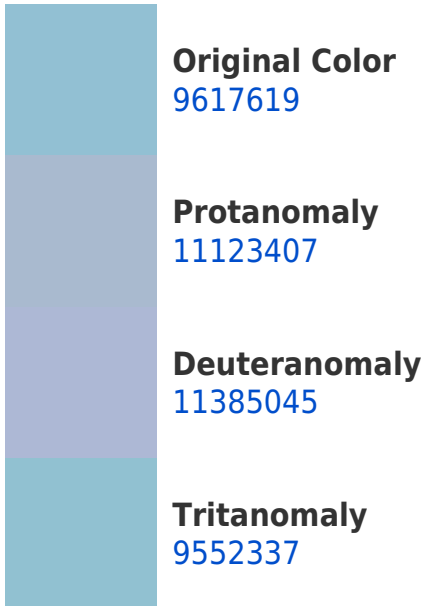 Original Color
9617619
Protanomaly
11123407
Deuteranomaly
11385045
Tritanomaly
9552337